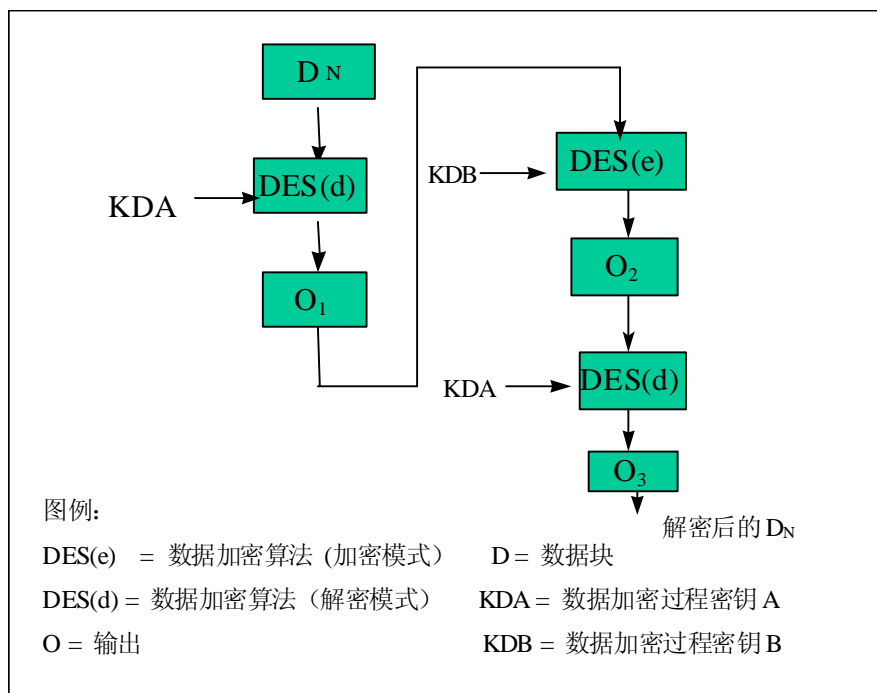 D N
DES(d)
KDA
O₁
DES(e)
KDB
O₂
DES(d)
KDA
O₃
解密后的 D_N
图例:
DES(e) = 数据加密算法 (加密模式) D = 数据块
DES(d) = 数据加密算法（解密模式） KDA = 数据加密过程密钥 A
O = 输出 KDB = 数据加密过程密钥 B